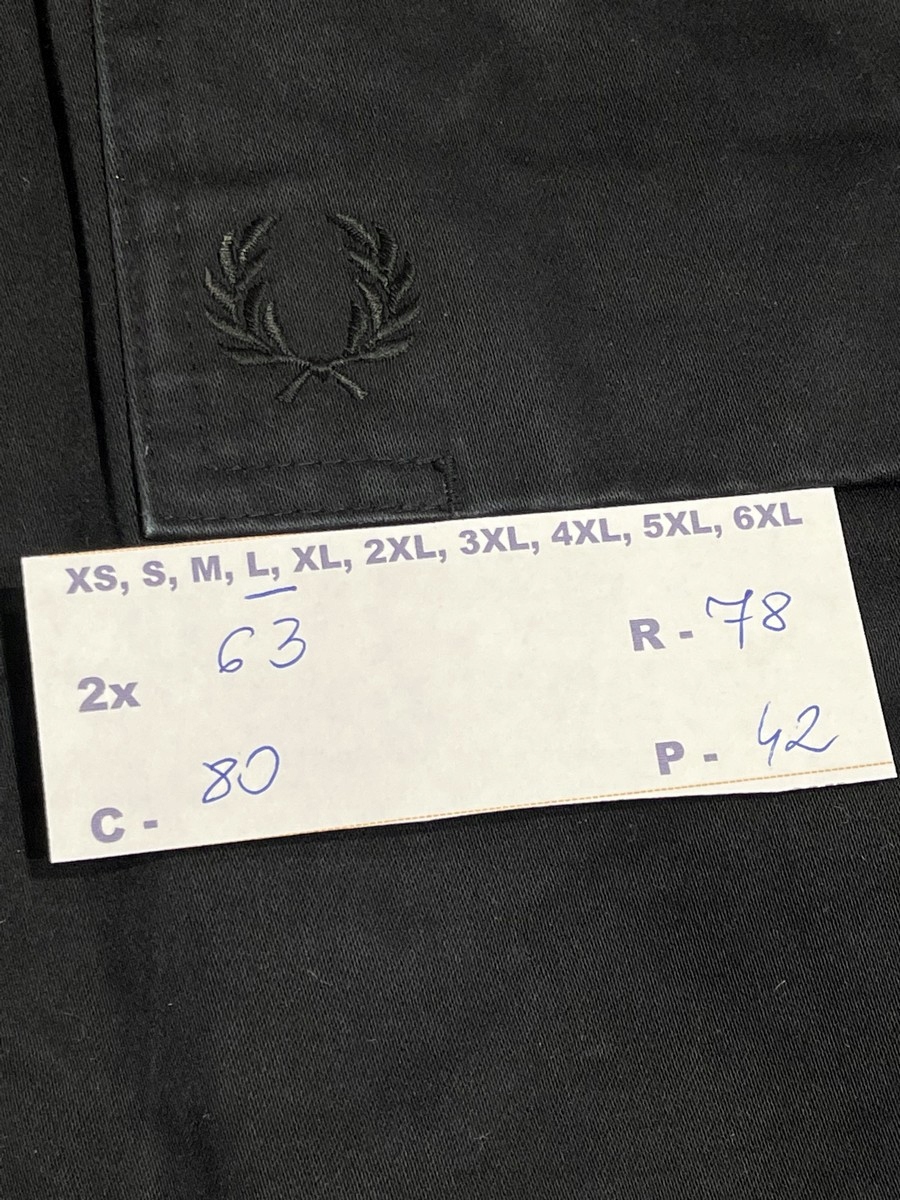 XS, S, M, L, XL, 2XL, 3XL, 4XL, 5XL, 6XL
2x 63 R - 78
C - 80 P - 42